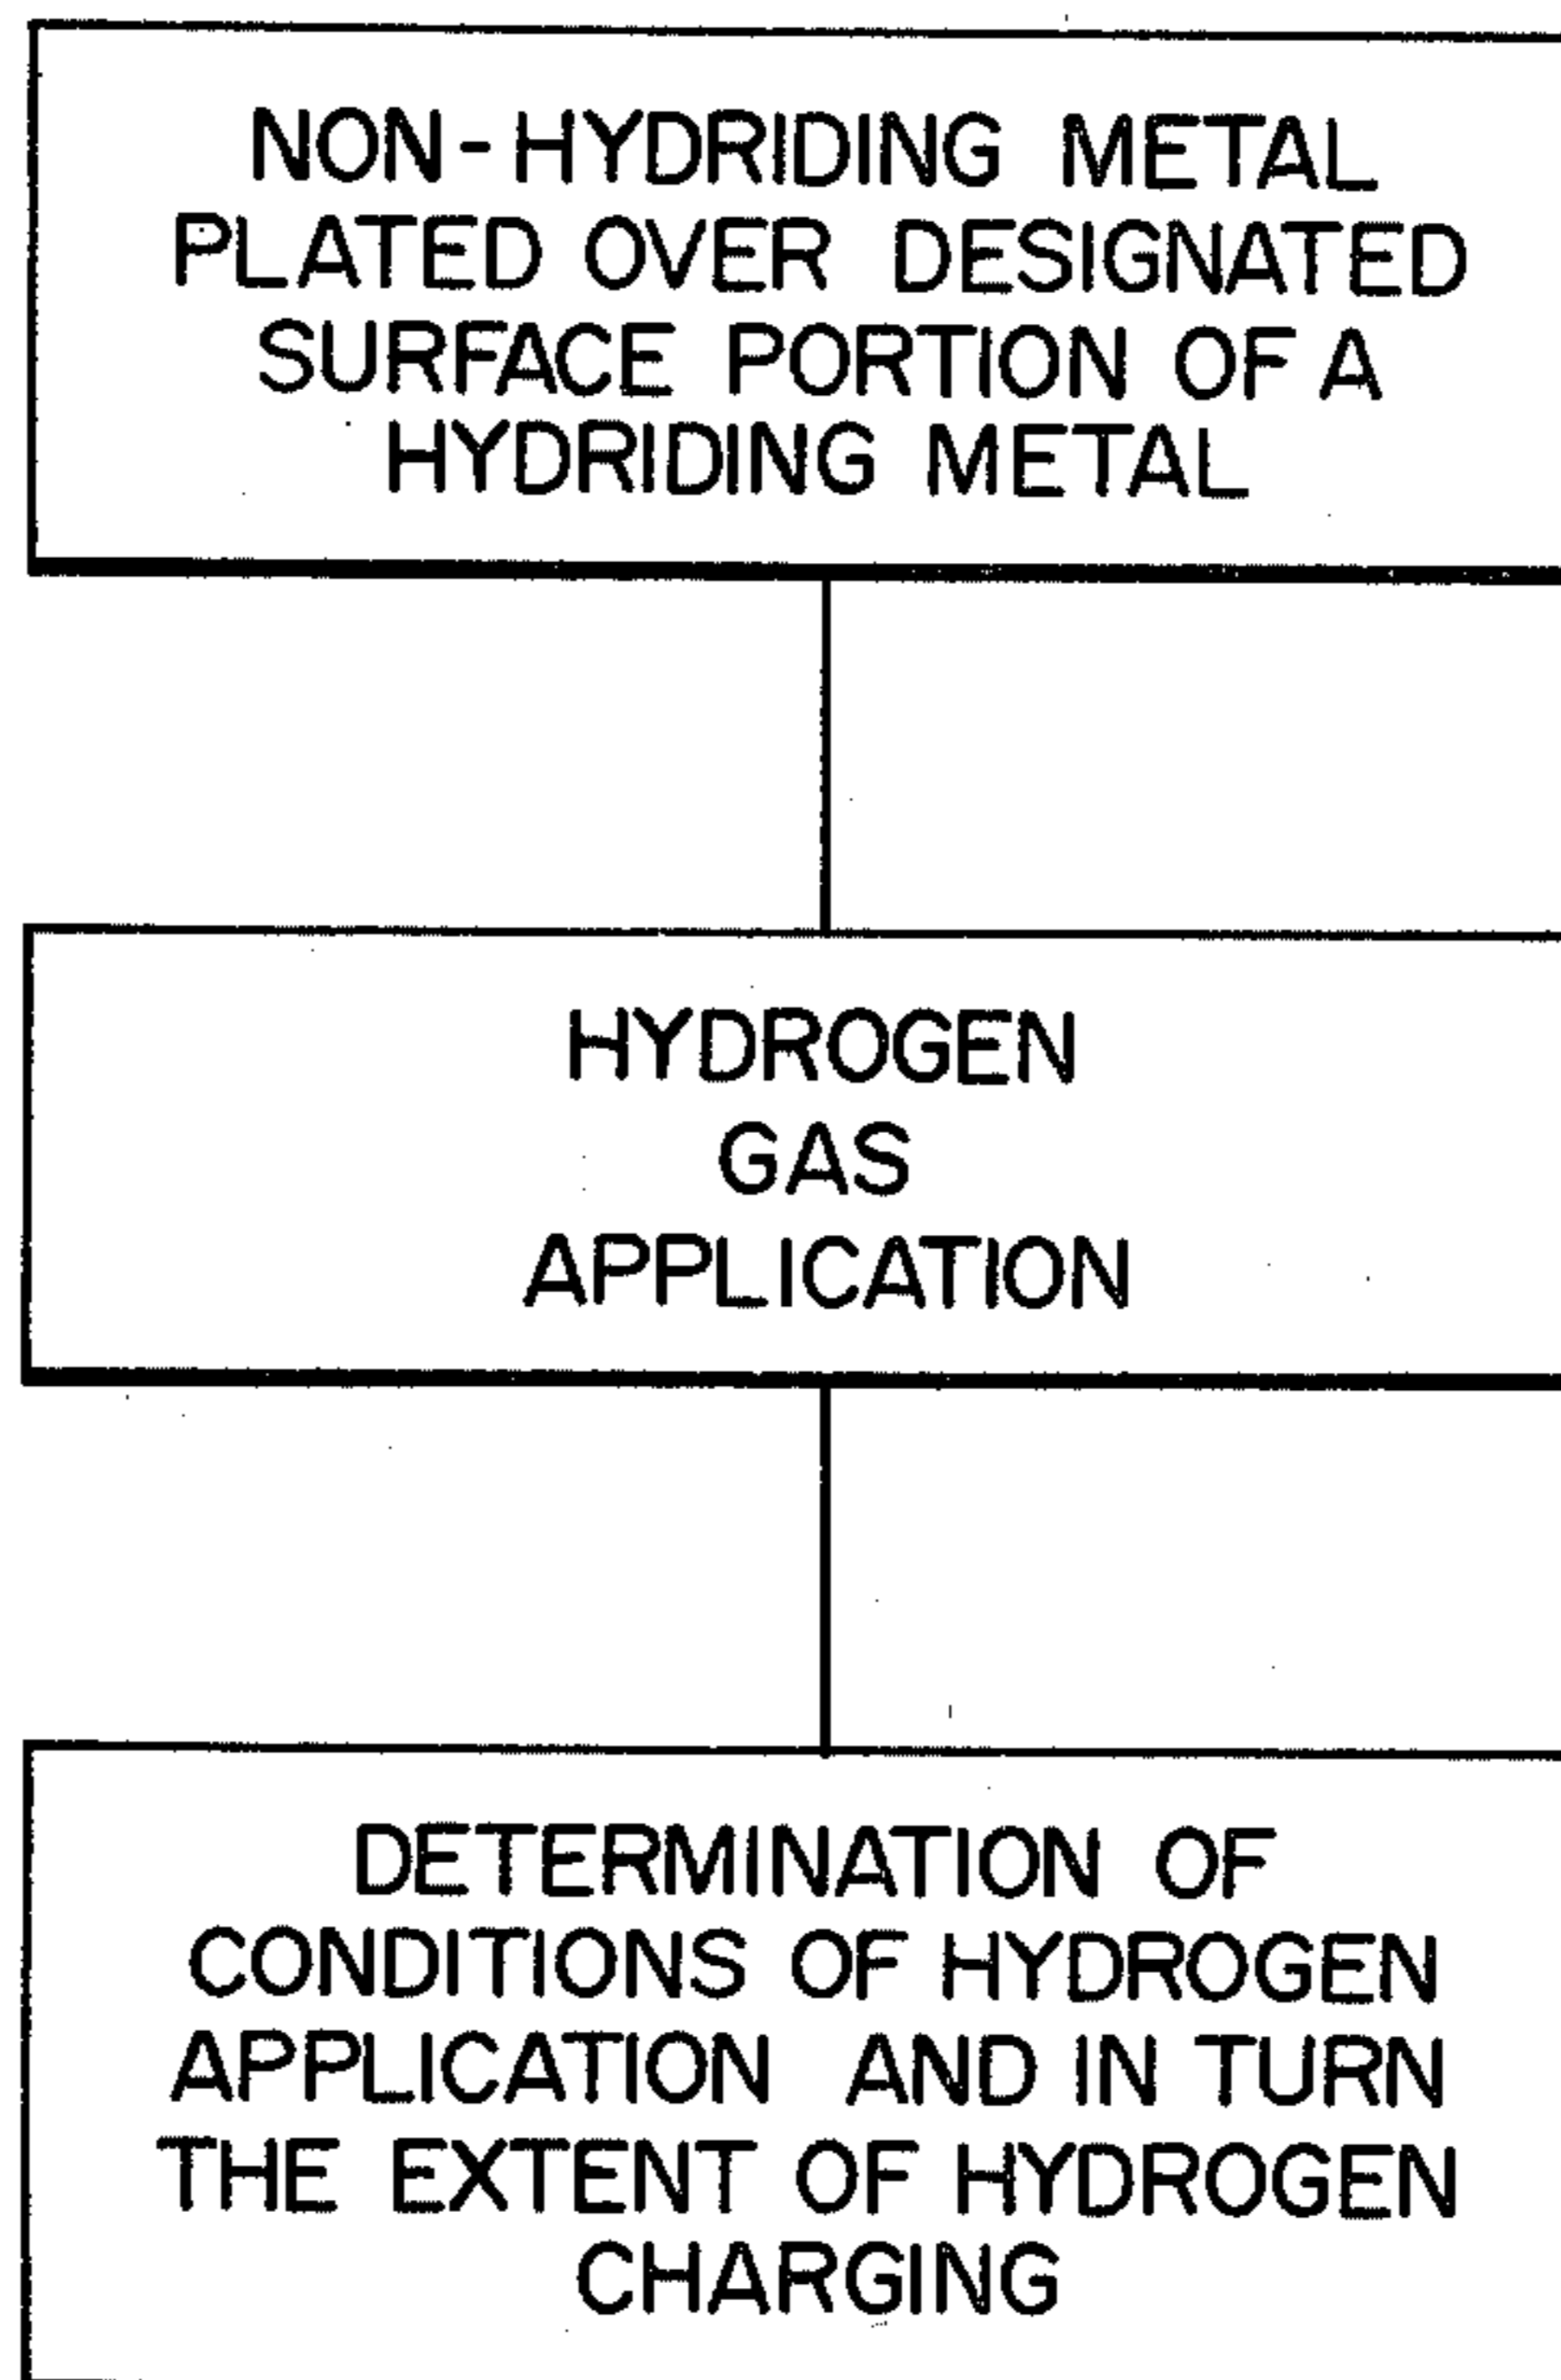 NON-HYDRIDING METAL
PLATED OVER DESIGNATED
SURFACE PORTION OF A
HYDRIDING METAL
HYDROGEN
GAS
APPLICATION
DETERMINATION OF
CONDITIONS OF HYDROGEN
APPLICATION AND IN TURN
THE EXTENT OF HYDROGEN
CHARGING